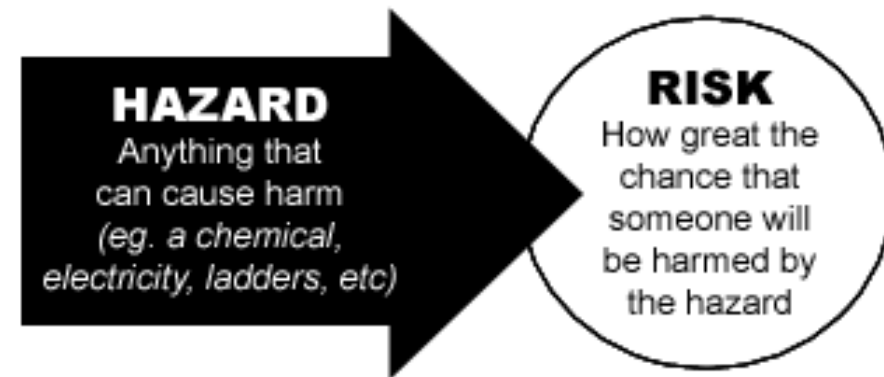 HAZARD
Anything that
can cause harm
(eg. a chemical,
electricity, ladders, etc)
RISK
How great the
chance that
someone will
be harmed by
the hazard